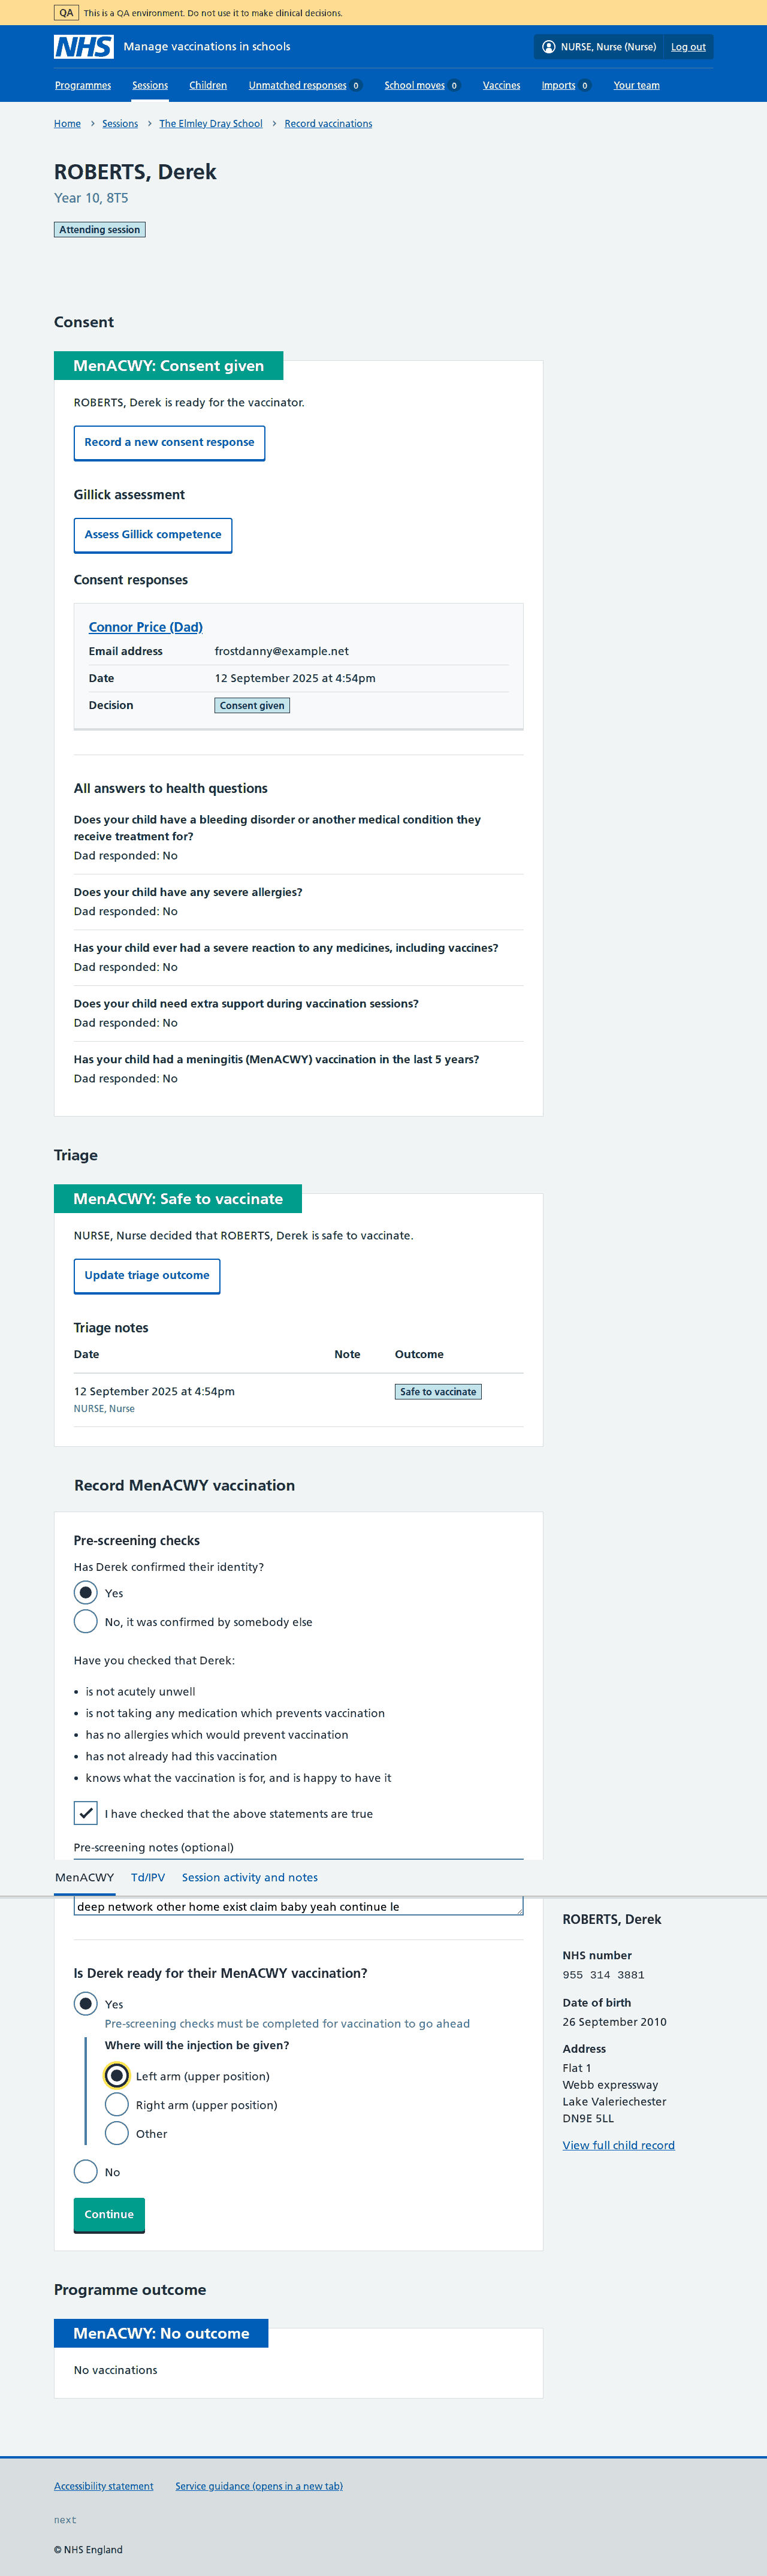 QA This is a QA environment. Do not use it to make clinical decisions.
NHS Manage vaccinations in schools
NURSE, Nurse (Nurse) Log out
Programmes Sessions Children Unmatched responses 0 School moves 0 Vaccines Imports 0 Your team
Home Sessions The Elmley Dray School Record vaccinations
ROBERTS, Derek
Year 10, 8T5
Attending session
Consent
MenACWY: Consent given
ROBERTS, Derek is ready for the vaccinator.
Record a new consent response
Gillick assessment
Assess Gillick competence
Consent responses
Connor Price (Dad)
Email address frostdanny@example.net
Date 12 September 2025 at 4:54pm
Decision Consent given
All answers to health questions
Does your child have a bleeding disorder or another medical condition they
receive treatment for?
Dad responded: No
Does your child have any severe allergies?
Dad responded: No
Has your child ever had a severe reaction to any medicines, including vaccines?
Dad responded: No
Does your child need extra support during vaccination sessions?
Dad responded: No
Has your child had a meningitis (MenACWY) vaccination in the last 5 years?
Dad responded: No
Triage
MenACWY: Safe to vaccinate
NURSE, Nurse decided that ROBERTS, Derek is safe to vaccinate.
Update triage outcome
Triage notes
Date Note Outcome
12 September 2025 at 4:54pm Safe to vaccinate
NURSE, Nurse
Record MenACWY vaccination
Pre-screening checks
Has Derek confirmed their identity?
Yes
No, it was confirmed by somebody else
Have you checked that Derek:
is not acutely unwell
is not taking any medication which prevents vaccination
has no allergies which would prevent vaccination
has not already had this vaccination
knows what the vaccination is for, and is happy to have it
I have checked that the above statements are true
Pre-screening notes (optional)
MenACWY Td/IPV Session activity and notes
deep network other home exist claim baby yeah continue le
Is Derek ready for their MenACWY vaccination?
Yes
Pre-screening checks must be completed for vaccination to go ahead
Where will the injection be given?
Left arm (upper position)
Right arm (upper position)
Other
No
Continue
ROBERTS, Derek
NHS number
955 314 3881
Date of birth
26 September 2010
Address
Flat 1
Webb expressway
Lake Valeriechester
DN9E 5LL
View full child record
Programme outcome
MenACWY: No outcome
No vaccinations
Accessibility statement Service guidance (opens in a new tab)
next
© NHS England